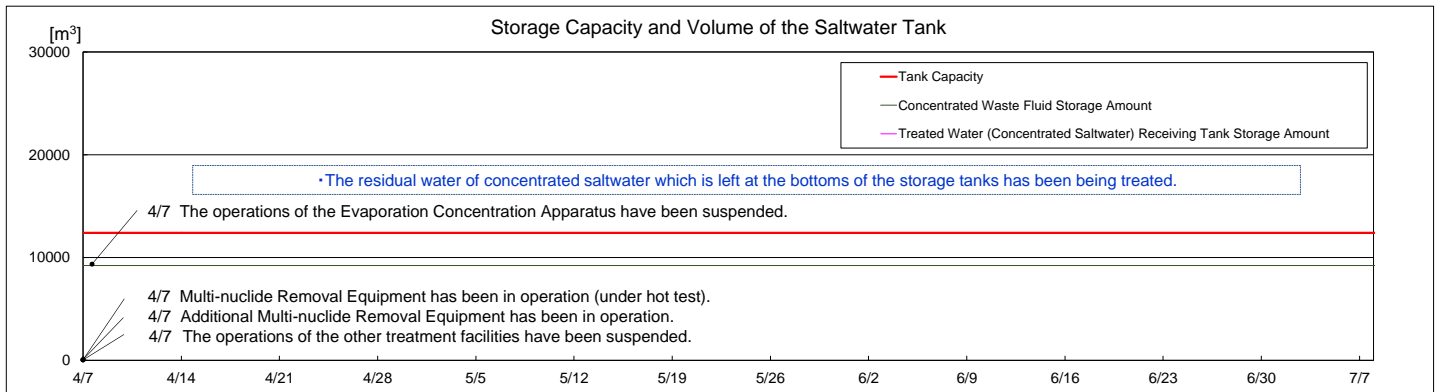 Storage Capacity and Volume of the Saltwater Tank
[m³]
30000
Tank Capacity
Concentrated Waste Fluid Storage Amount
Treated Water (Concentrated Saltwater) Receiving Tank Storage Amount
20000
・The residual water of concentrated saltwater which is left at the bottoms of the storage tanks has been being treated.
4/7 The operations of the Evaporation Concentration Apparatus have been suspended.
10000
4/7 Multi-nuclide Removal Equipment has been in operation (under hot test).
4/7 Additional Multi-nuclide Removal Equipment has been in operation.
4/7 The operations of the other treatment facilities have been suspended.
0
4/7 4/14 4/21 4/28 5/5 5/12 5/19 5/26 6/2 6/9 6/16 6/23 6/30 7/7